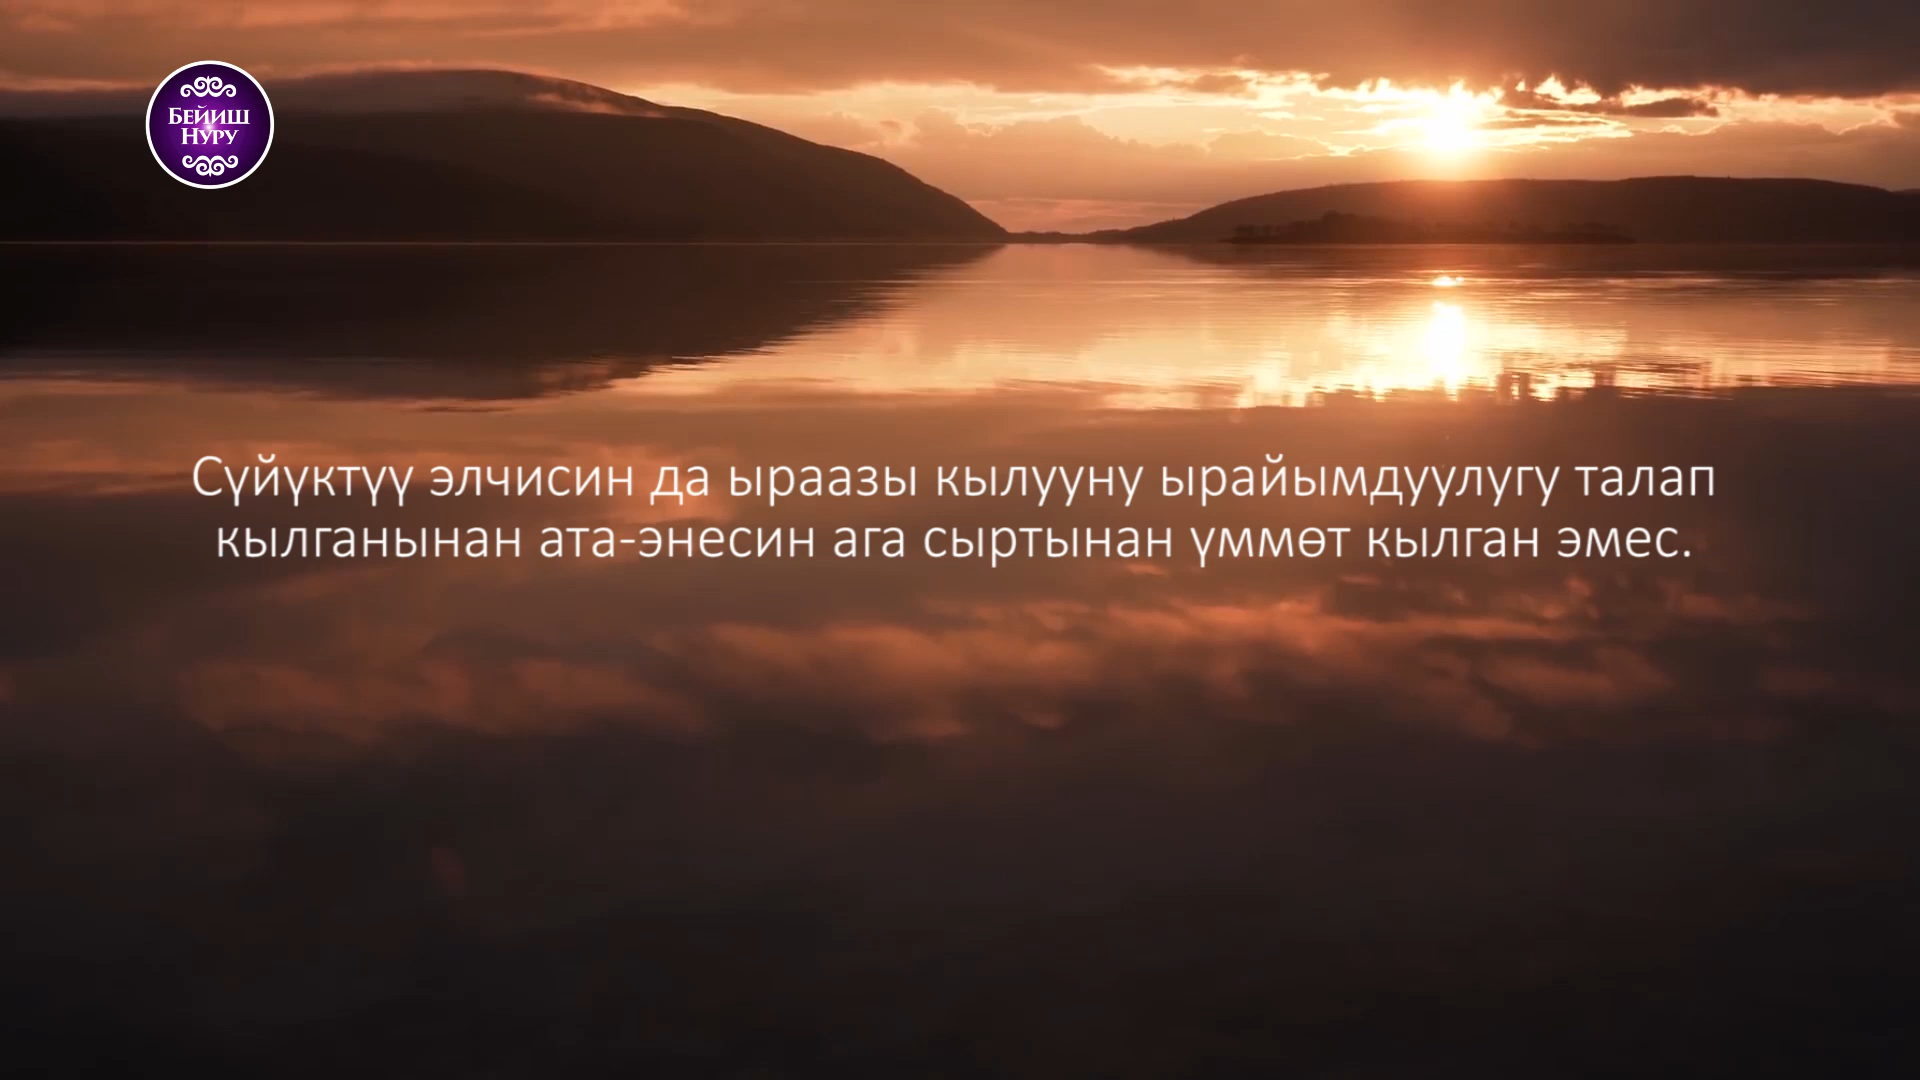 БЕЙИШ
НУРУ
Сүйүктүү элчисин да ыраазы кылууну ырайымдуулугу талап
кылганынан ата-энесин ага сыртынан үммөт кылган эмес.